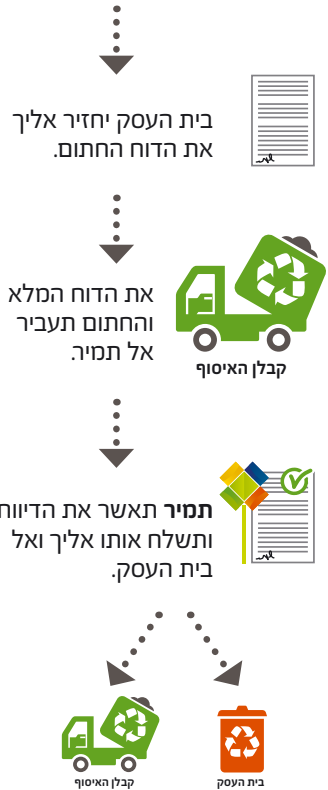 בית העסק יחזיר אליך
את הדוח החתום.
את הדוח המלא
והחתום תעביר
אל תמיר.
קבלן האיסוף
תמיר תאשר את הדיווח
ותשלח אותו אליך ואל
בית העסק.
קבלן האיסוף
בית העסק